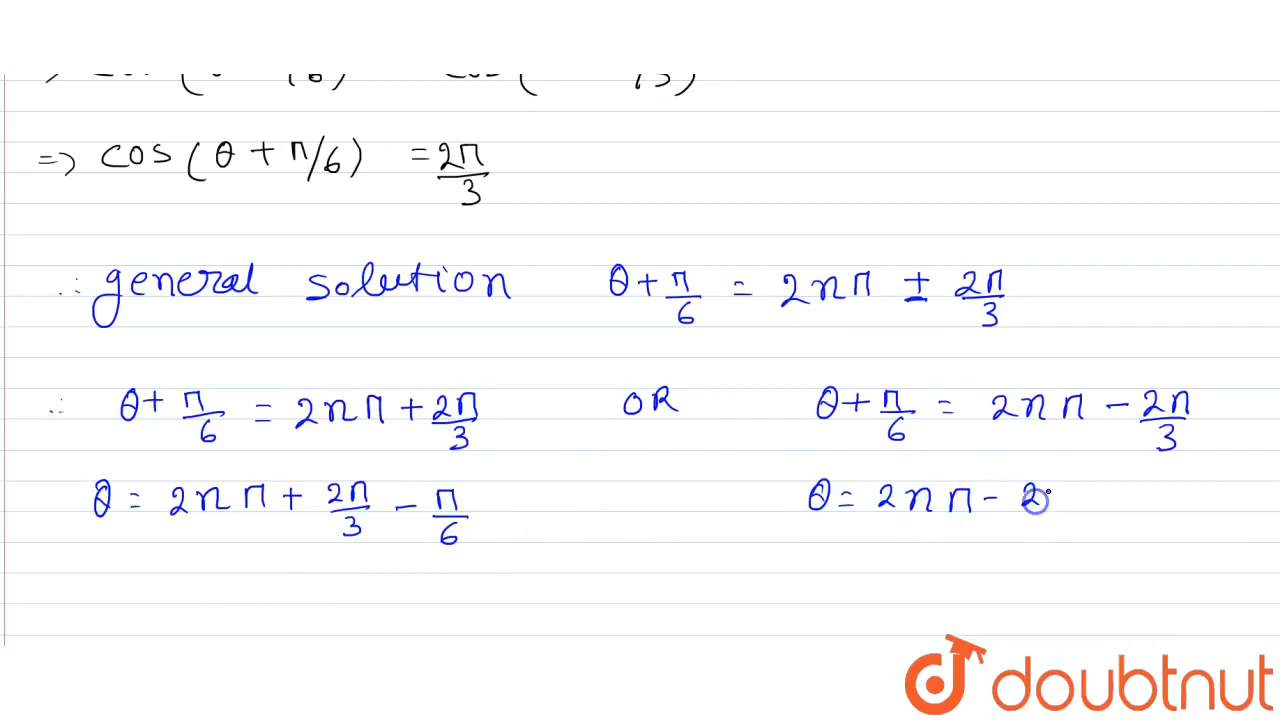 => cos(θ + π/6) = 2π/3
∴ general solution θ + π/6 = 2nπ ± 2π/3
∴ θ + π/6 = 2nπ + 2π/3 OR θ + π/6 = 2nπ - 2π/3
θ = 2nπ + 2π/3 - π/6 θ = 2nπ - 2
doubtnut